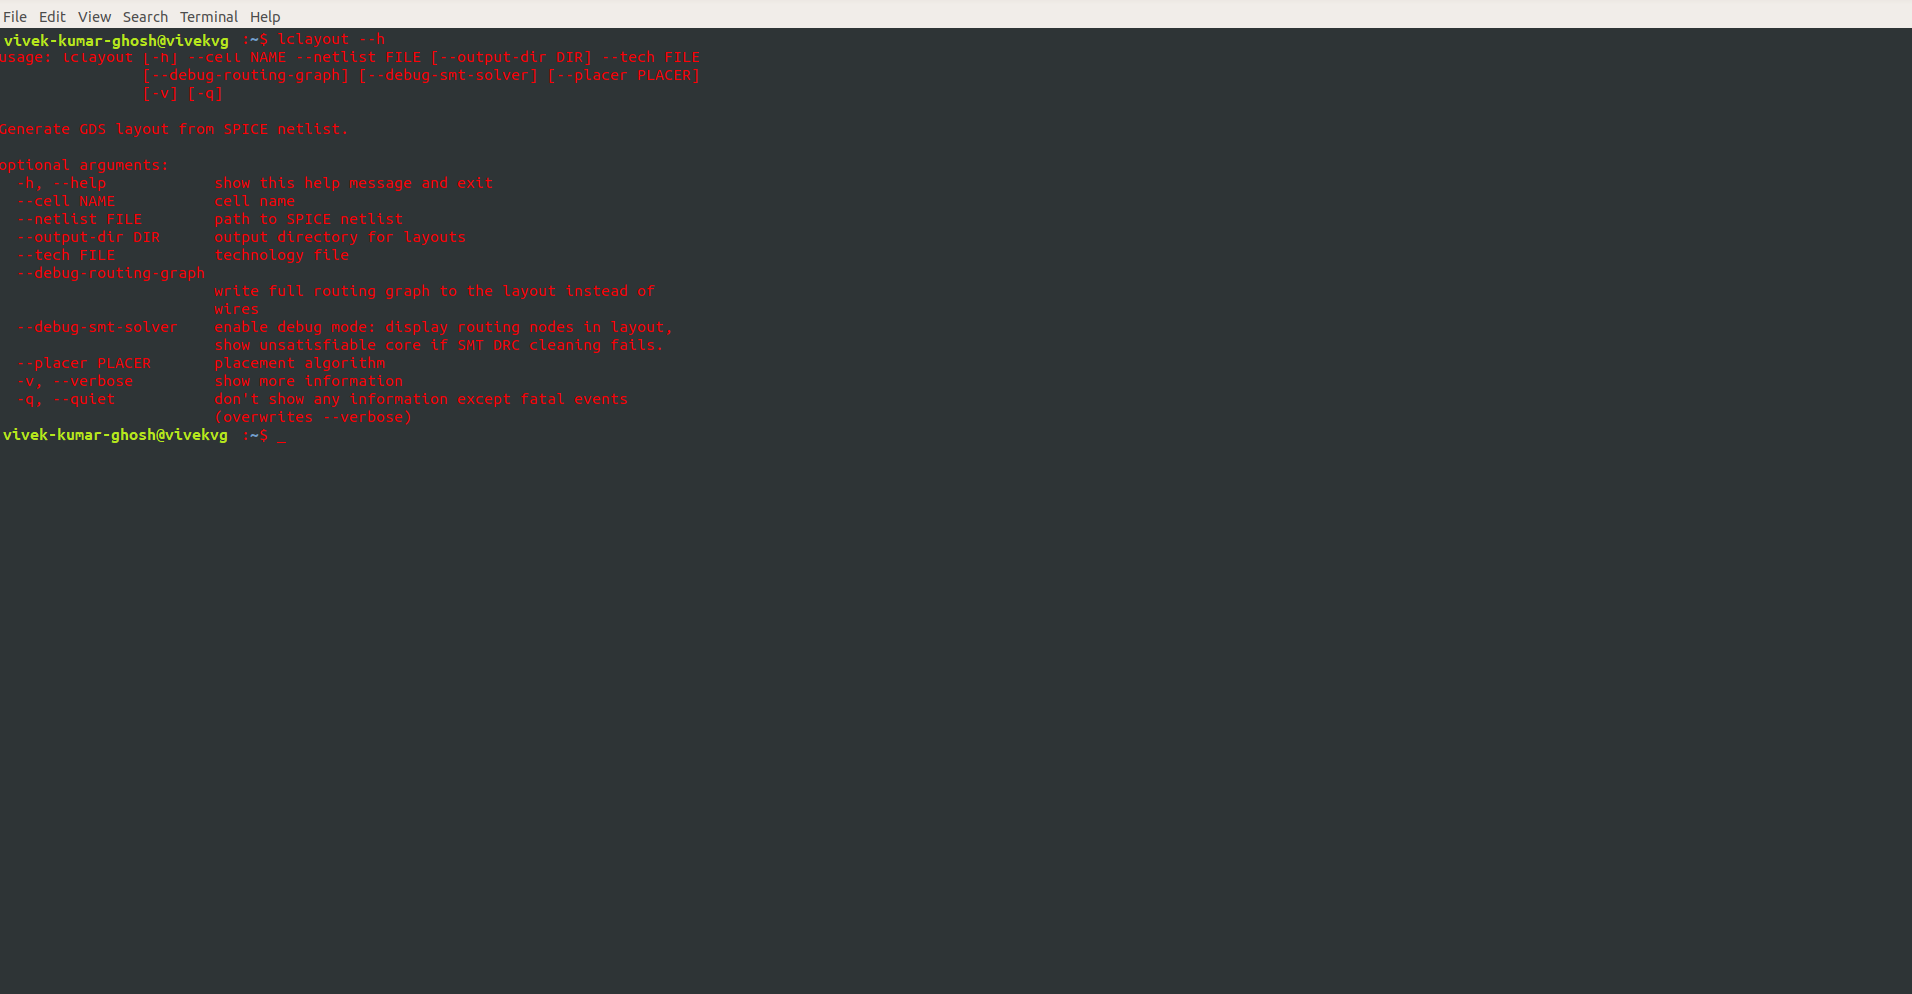 File Edit View Search Terminal Help
vivek-kumar-ghosh@vivekvg :~$ lclayout --h
usage: lclayout [-h] --cell NAME --netlist FILE [--output-dir DIR] --tech FILE
                [--debug-routing-graph] [--debug-smt-solver] [--placer PLACER]
                [-v] [-q]

Generate GDS layout from SPICE netlist.

optional arguments:
  -h, --help            show this help message and exit
  --cell NAME           cell name
  --netlist FILE        path to SPICE netlist
  --output-dir DIR      output directory for layouts
  --tech FILE           technology file
  --debug-routing-graph
                        write full routing graph to the layout instead of
                        wires
  --debug-smt-solver    enable debug mode: display routing nodes in layout,
                        show unsatisfiable core if SMT DRC cleaning fails.
  --placer PLACER       placement algorithm
  -v, --verbose         show more information
  -q, --quiet           don't show any information except fatal events
                        (overwrites --verbose)
vivek-kumar-ghosh@vivekvg :~$ _